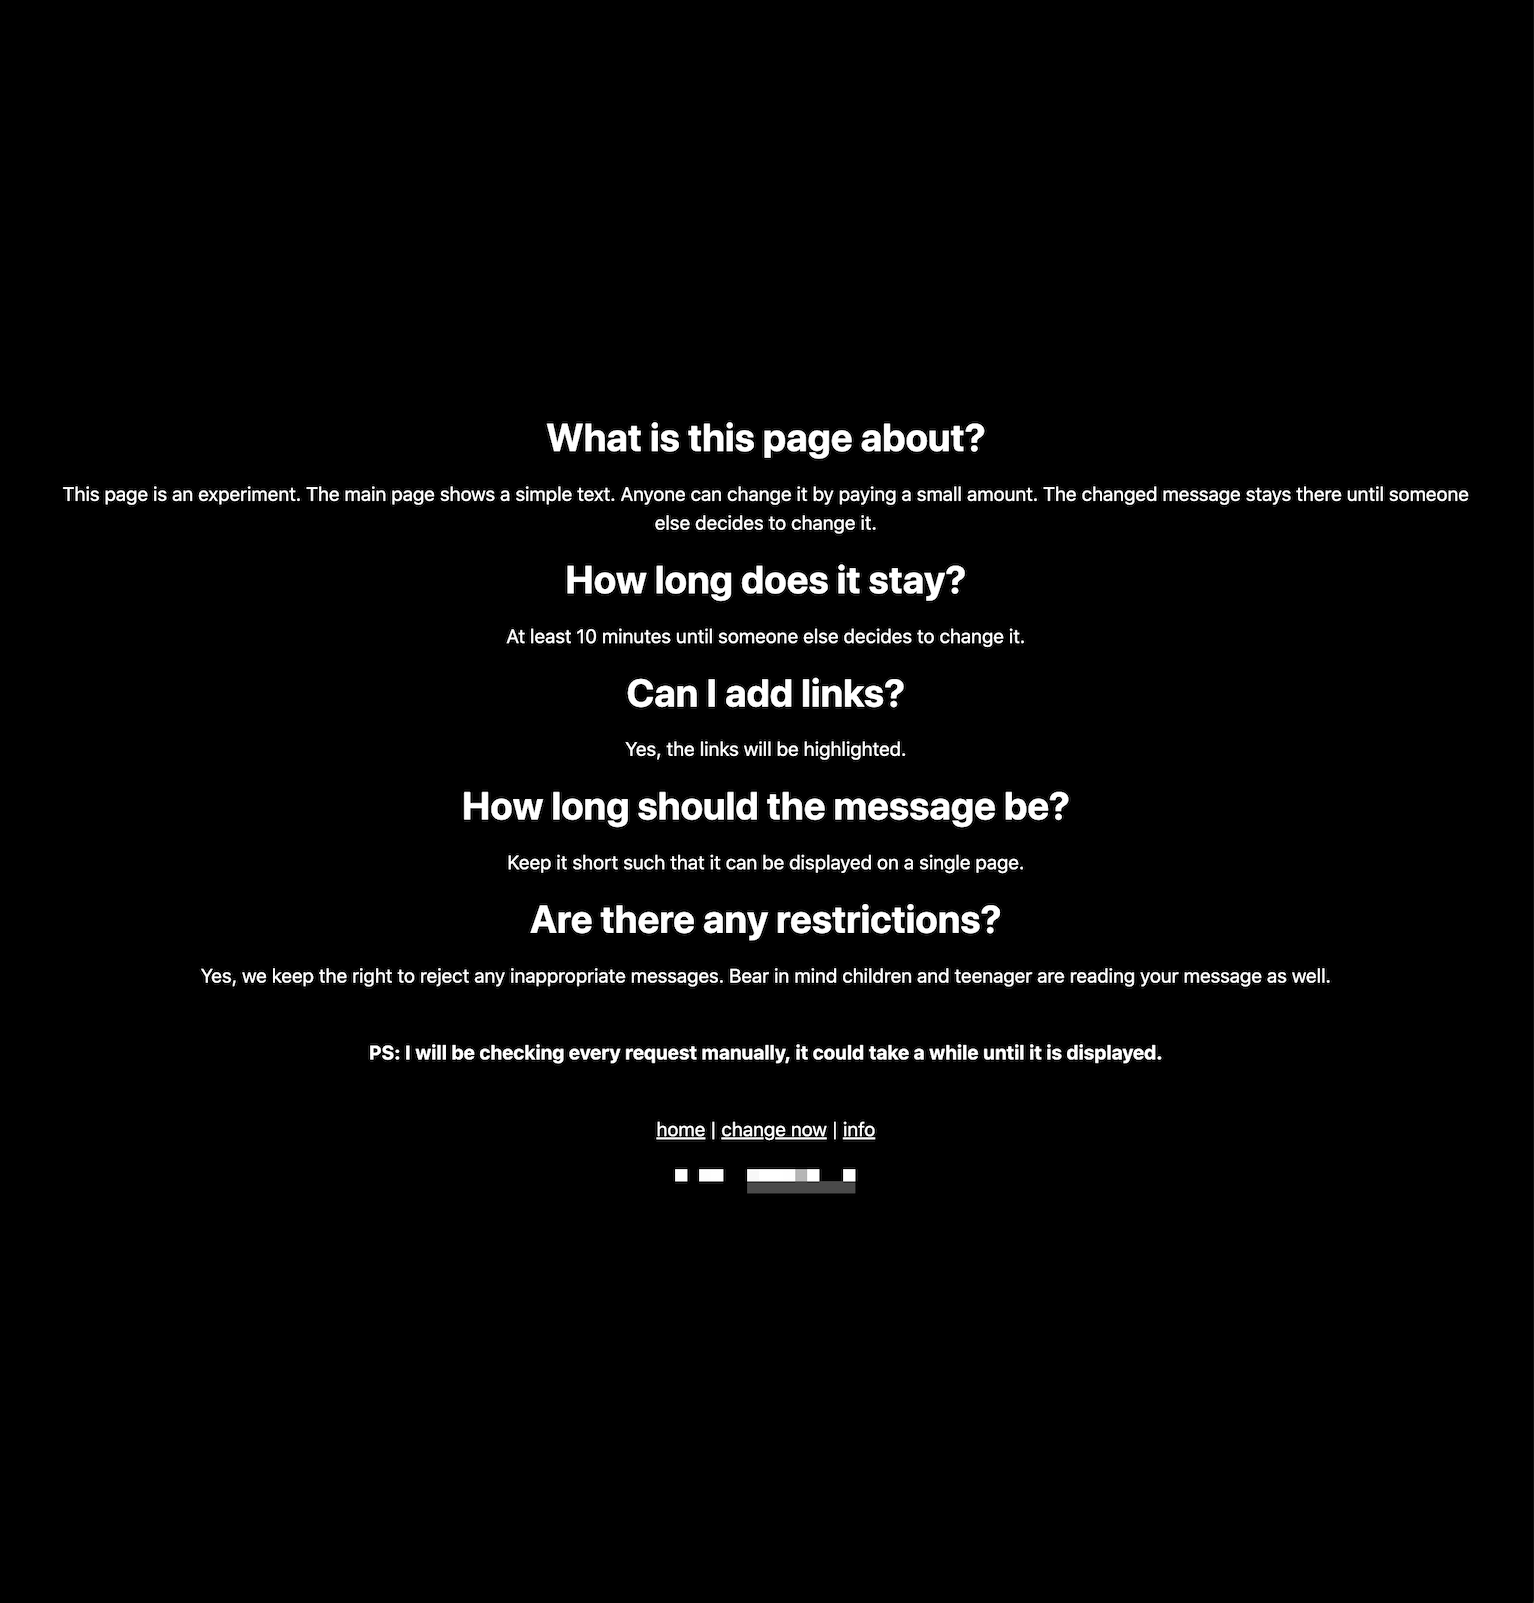 What is this page about?
This page is an experiment. The main page shows a simple text. Anyone can change it by paying a small amount. The changed message stays there until someone
else decides to change it.
How long does it stay?
At least 10 minutes until someone else decides to change it.
Can I add links?
Yes, the links will be highlighted.
How long should the message be?
Keep it short such that it can be displayed on a single page.
Are there any restrictions?
Yes, we keep the right to reject any inappropriate messages. Bear in mind children and teenager are reading your message as well.
PS: I will be checking every request manually, it could take a while until it is displayed.
home | change now | info